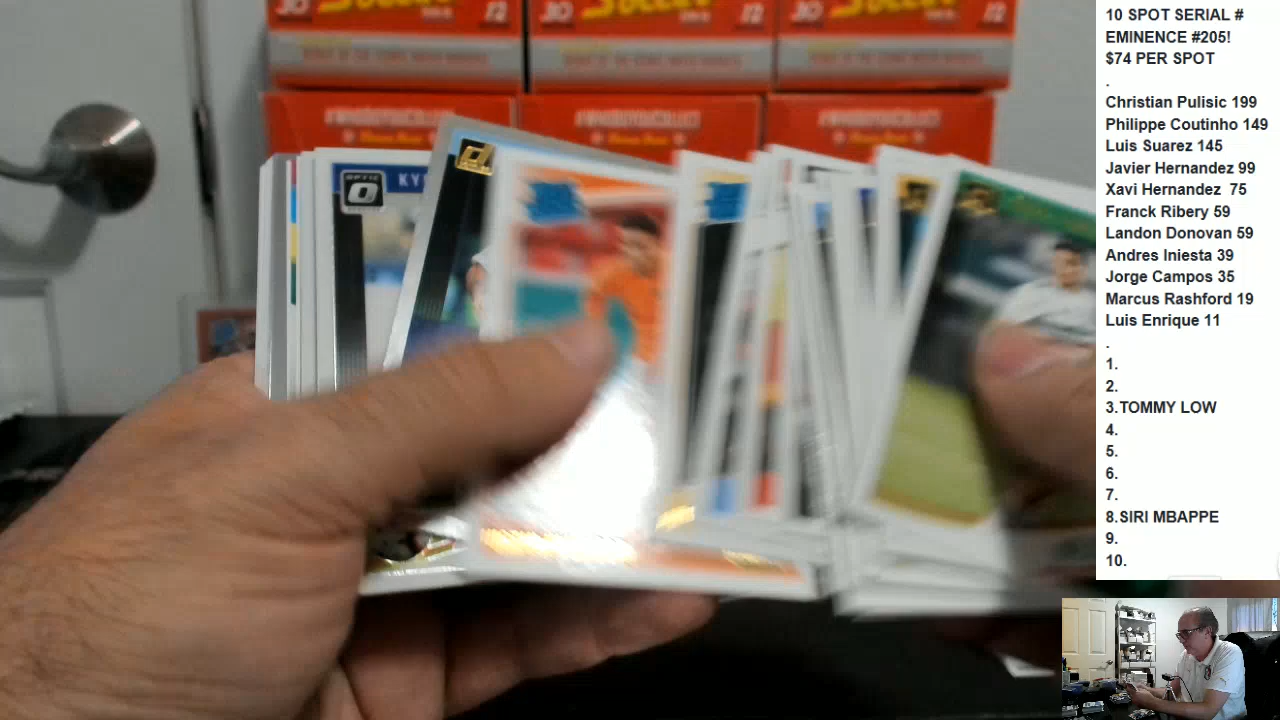 10 SPOT SERIAL #
EMINENCE #205!
$74 PER SPOT
.
Christian Pulisic 199
Philippe Coutinho 149
Luis Suarez 145
Javier Hernandez 99
Xavi Hernandez 75
Franck Ribery 59
Landon Donovan 59
Andres Iniesta 39
Jorge Campos 35
Marcus Rashford 19
Luis Enrique 11
.
1.
2.
3.TOMMY LOW
4.
5.
6.
7.
8.SIRI MBAPPE
9.
10.
OPTIC
KY